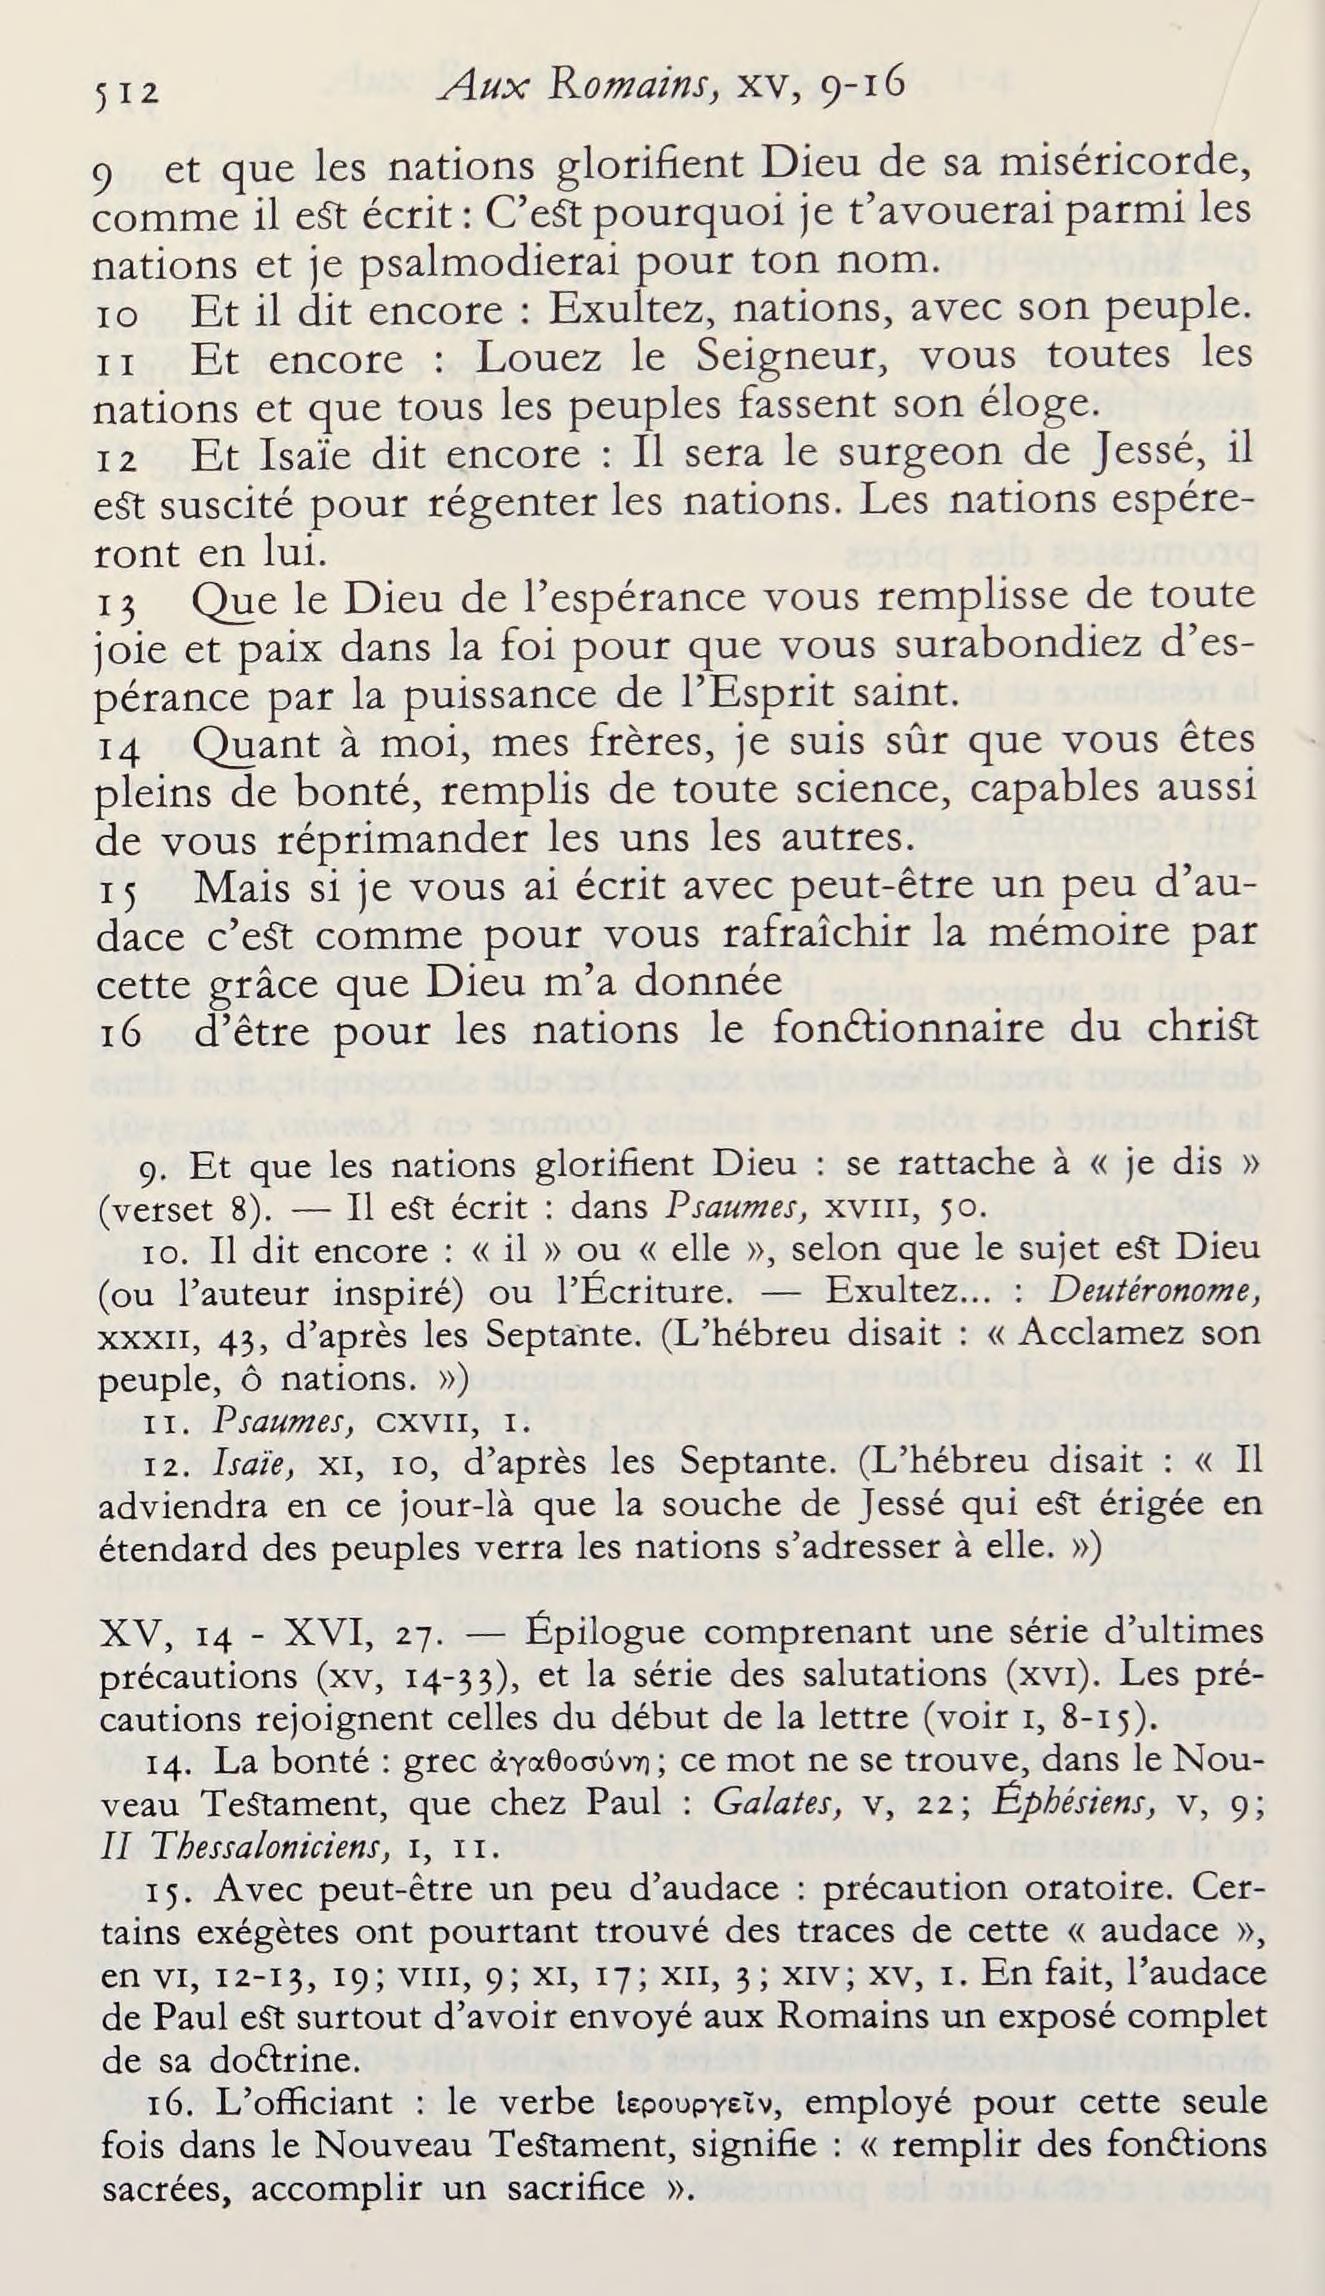 512
Aux Romains, XV, 9-16
9 et que les nations glorifient Dieu de sa miséricorde,
comme il est écrit : C’est pourquoi je t’avouerai parmi les
nations et je psalmodierai pour ton nom.
10 Et il dit encore : Exultez, nations, avec son peuple.
11 Et encore : Louez le Seigneur, vous toutes les
nations et que tous les peuples fassent son éloge.
12 Et Isaïe dit encore : Il sera le surgeon de Jessé, il
est suscité pour régenter les nations. Les nations espére-
ront en lui.
13 Que le Dieu de l’espérance vous remplisse de toute
joie et paix dans la foi pour que vous surabondiez d’es-
pérance par la puissance de l’Esprit saint.
14 Quant à moi, mes frères, je suis sûr que vous êtes
pleins de bonté, remplis de toute science, capables aussi
de vous réprimander les uns les autres.
15 Mais si je vous ai écrit avec peut-être un peu d’au-
dace c’est comme pour vous rafraîchir la mémoire par
cette grâce que Dieu m’a donnée
16 d’être pour les nations le fonctionnaire du christ
9. Et que les nations glorifient Dieu : se rattache à « je dis »
(verset 8). — Il est écrit : dans Psaumes, XVIII, 50.
10. Il dit encore : « il » ou « elle », selon que le sujet est Dieu
(ou l’auteur inspiré) ou l’Écriture. — Exultez... : Deutéronome,
XXXII, 43, d’après les Septante. (L’hébreu disait : « Acclamez son
peuple, ô nations. »)
11. Psaumes, CXVII, 1.
12. Isaïe, XI, 10, d’après les Septante. (L’hébreu disait : « Il
adviendra en ce jour-là que la souche de Jessé qui est érigée en
étendard des peuples verra les nations s’adresser à elle. »)
XV, 14 - XVI, 27. — Épilogue comprenant une série d’ultimes
précautions (XV, 14-33), et la série des salutations (XVI). Les pré-
cautions rejoignent celles du début de la lettre (voir I, 8-15).
14. La bonté : grec ἀγαθοσύνη ; ce mot ne se trouve, dans le Nou-
veau Testament, que chez Paul : Galates, V, 22 ; Éphésiens, V, 9 ;
II Thessaloniciens, I, 11.
15. Avec peut-être un peu d’audace : précaution oratoire. Cer-
tains exégètes ont pourtant trouvé des traces de cette « audace »,
en VI, 12-13, 19 ; VIII, 9 ; XI, 17 ; XII, 3 ; XIV ; XV, 1. En fait, l’audace
de Paul est surtout d’avoir envoyé aux Romains un exposé complet
de sa doctrine.
16. L’officiant : le verbe ἱερουργεῖν, employé pour cette seule
fois dans le Nouveau Testament, signifie : « remplir des fonctions
sacrées, accomplir un sacrifice ».